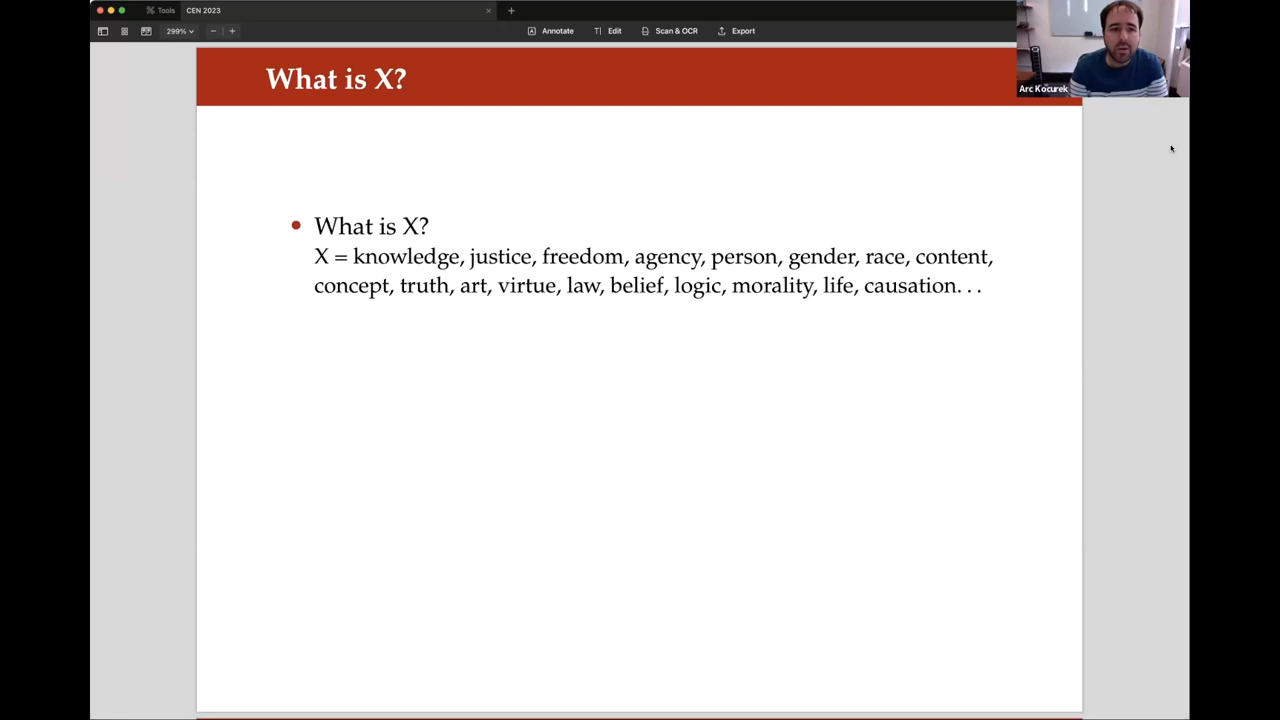 Tools
CEN 2023
299%
Annotate
Edit
Scan & OCR
Export
Arc Kocurek
What is X?
What is X?
X = knowledge, justice, freedom, agency, person, gender, race, content,
concept, truth, art, virtue, law, belief, logic, morality, life, causation. . .